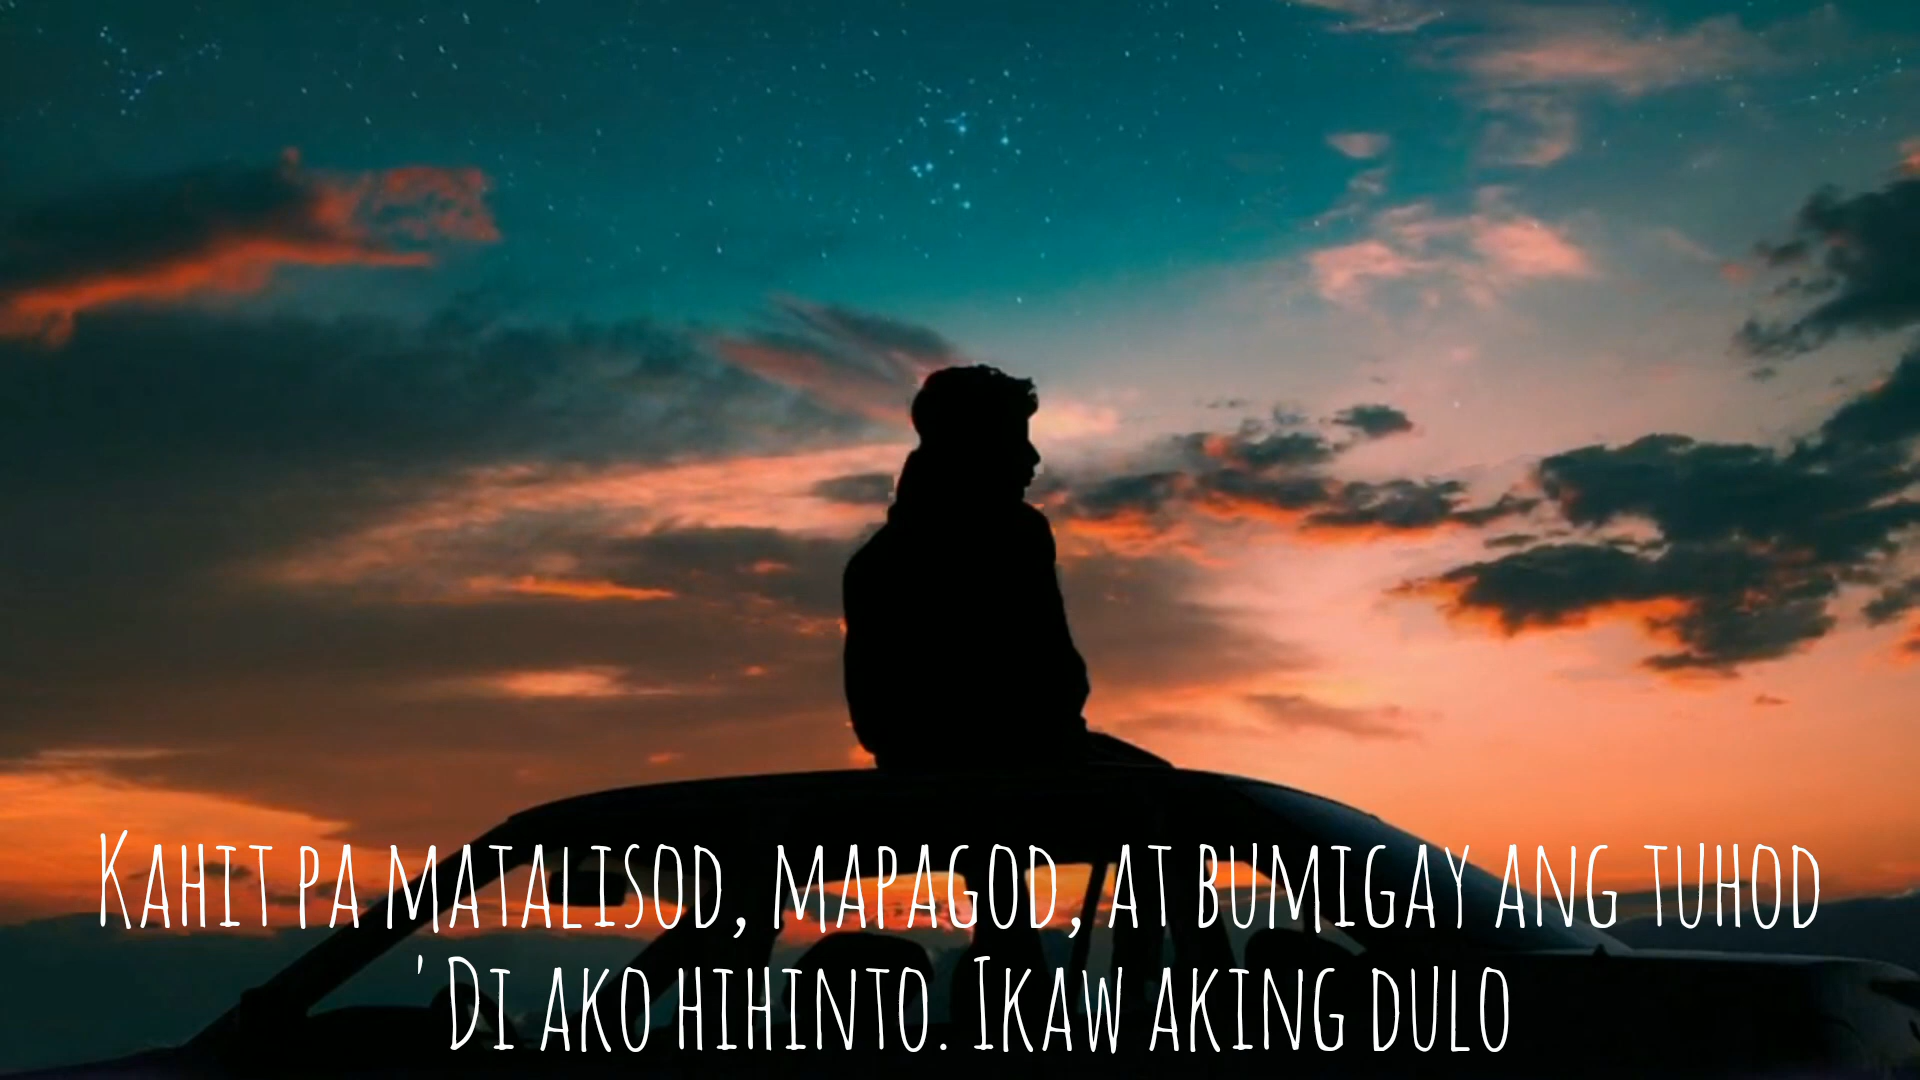 Kahit pa matalisod, mapagod, at bumigay ang tuhod
'Di ako hihinto. Ikaw aking dulo